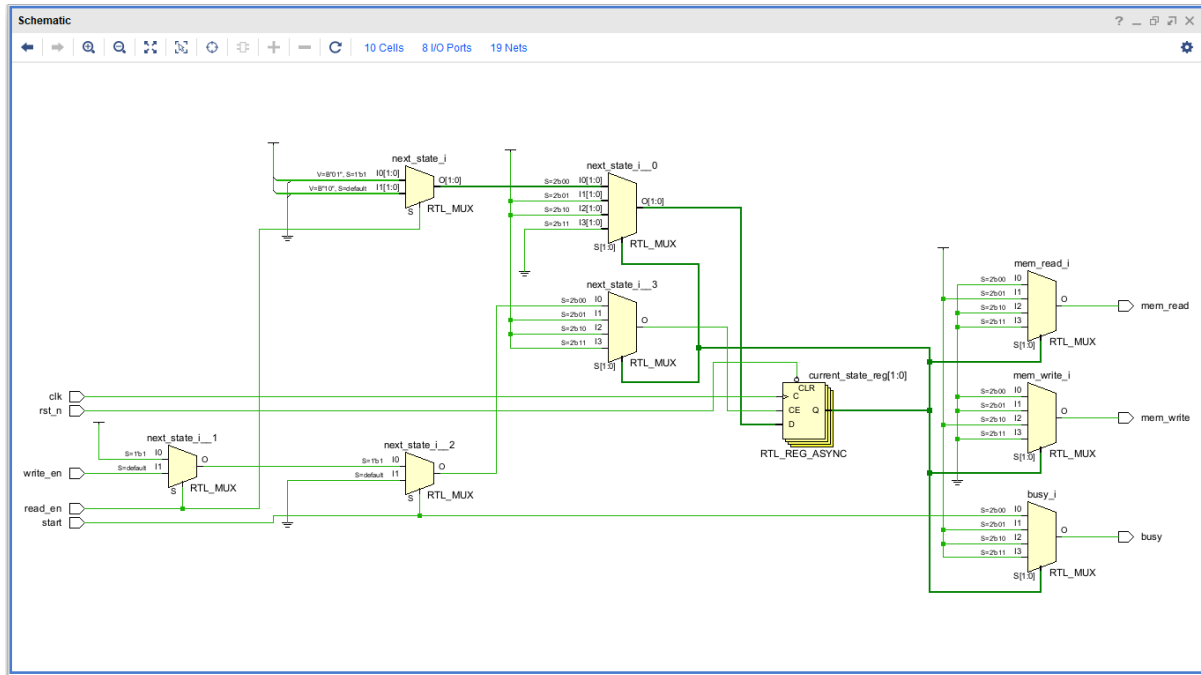 Schematic
10 Cells 8 I/O Ports 19 Nets
next_state_i
V=B"01", S=1'b1 I0[1:0]
V=B"10", S=default I1[1:0]
O[1:0]
S
RTL_MUX
next_state_i__0
S=2'b00 I0[1:0]
S=2'b01 I1[1:0]
S=2'b10 I2[1:0]
S=2'b11 I3[1:0]
O[1:0]
S[1:0]
RTL_MUX
next_state_i__3
S=2'b00 I0
S=2'b01 I1
S=2'b10 I2
S=2'b11 I3
O
S[1:0]
RTL_MUX
mem_read_i
S=2'b00 I0
S=2'b01 I1
S=2'b10 I2
S=2'b11 I3
O
S[1:0]
RTL_MUX
mem_read
current_state_reg[1:0]
CLR
C
CE
D
Q
RTL_REG_ASYNC
mem_write_i
S=2'b00 I0
S=2'b01 I1
S=2'b10 I2
S=2'b11 I3
O
S[1:0]
RTL_MUX
mem_write
clk
rst_n
next_state_i__1
S=1'b1 I0
S=default I1
O
S
RTL_MUX
next_state_i__2
S=1'b1 I0
S=default I1
O
S
RTL_MUX
write_en
read_en
start
busy_i
S=2'b00 I0
S=2'b01 I1
S=2'b10 I2
S=2'b11 I3
O
S[1:0]
RTL_MUX
busy